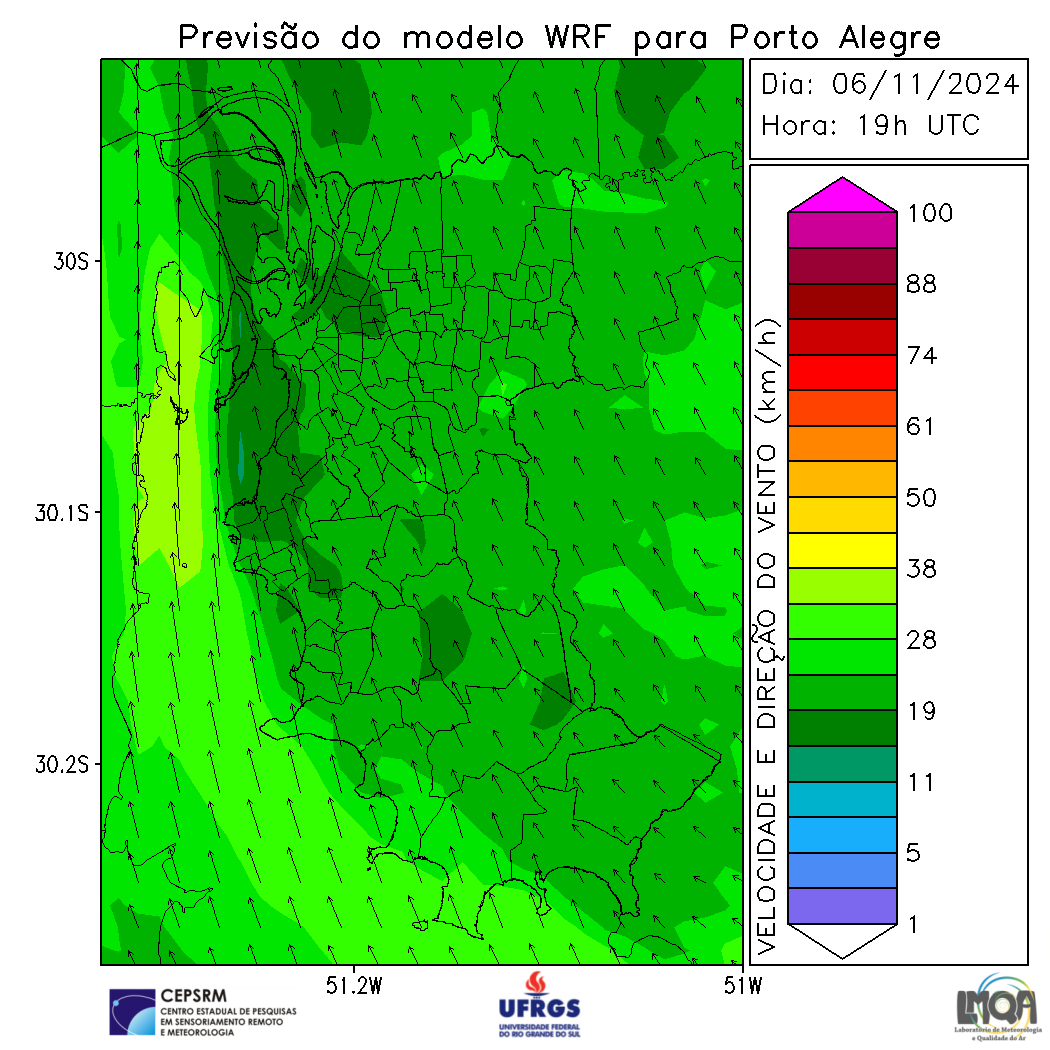 Previsão do modelo WRF para Porto Alegre
Dia: 06/11/2024
Hora: 19h UTC
30S
30.1S
30.2S
51.2W
51W
VELOCIDADE E DIREÇÃO DO VENTO (km/h)
100
88
74
61
50
38
28
19
11
5
1
CEPSRM
CENTRO ESTADUAL DE PESQUISAS
EM SENSORIAMENTO REMOTO
E METEOROLOGIA
UFRGS
UNIVERSIDADE FEDERAL
DO RIO GRANDE DO SUL
LMQA
Laboratório de Meteorologia
e Qualidade do Ar